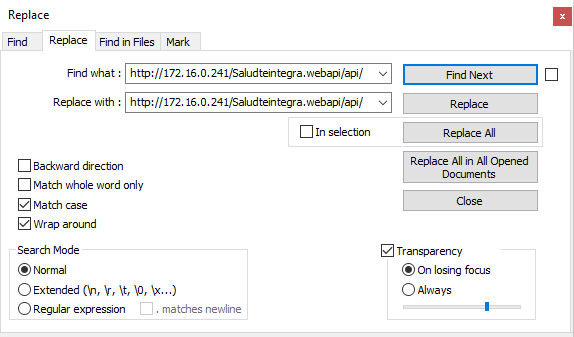 Replace
x
Find
Replace
Find in Files
Mark
Find what :
http://172.16.0.241/Saludteintegra.webapi/api/
Find Next
Replace with :
http://172.16.0.241/Saludteintegra.webapi/api/
Replace
In selection
Replace All
Replace All in All Opened
Documents
Backward direction
Match whole word only
Close
Match case
Wrap around
Search Mode
Normal
Extended (\n, \r, \t, \0, \x...)
Regular expression
. matches newline
Transparency
On losing focus
Always